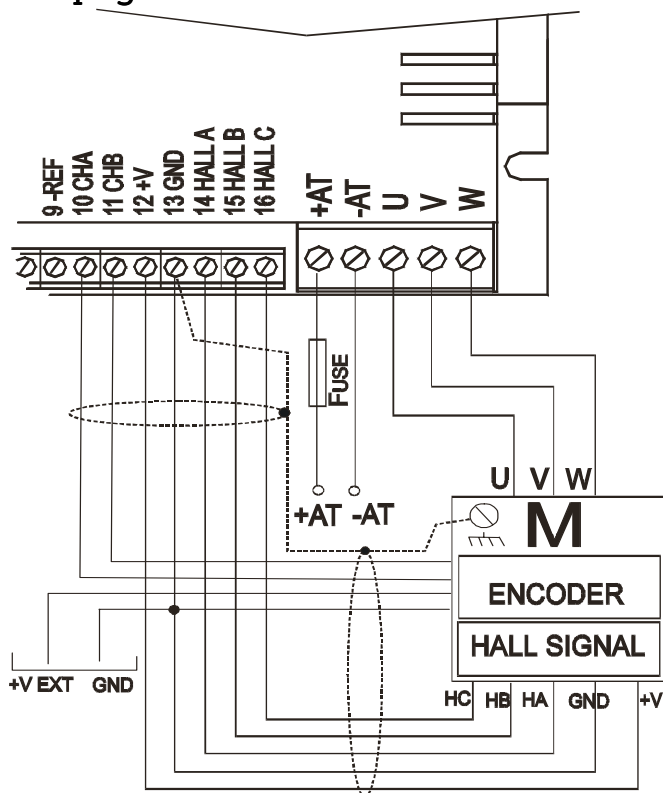 9 -REF
10 CHA
11 CHB
12 +V
13 GND
14 HALL A
15 HALL B
16 HALL C
+AT
-AT
U
V
W
FUSE
+AT -AT
U V W
M
ENCODER
HALL SIGNAL
+V EXT GND
HC HB HA GND +V